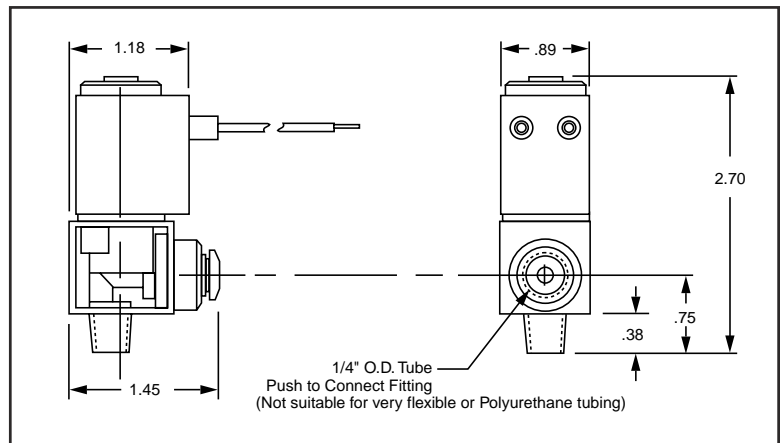 1.18
.89
2.70
.75
.38
1.45
1/4" O.D. Tube
Push to Connect Fitting
(Not suitable for very flexible or Polyurethane tubing)